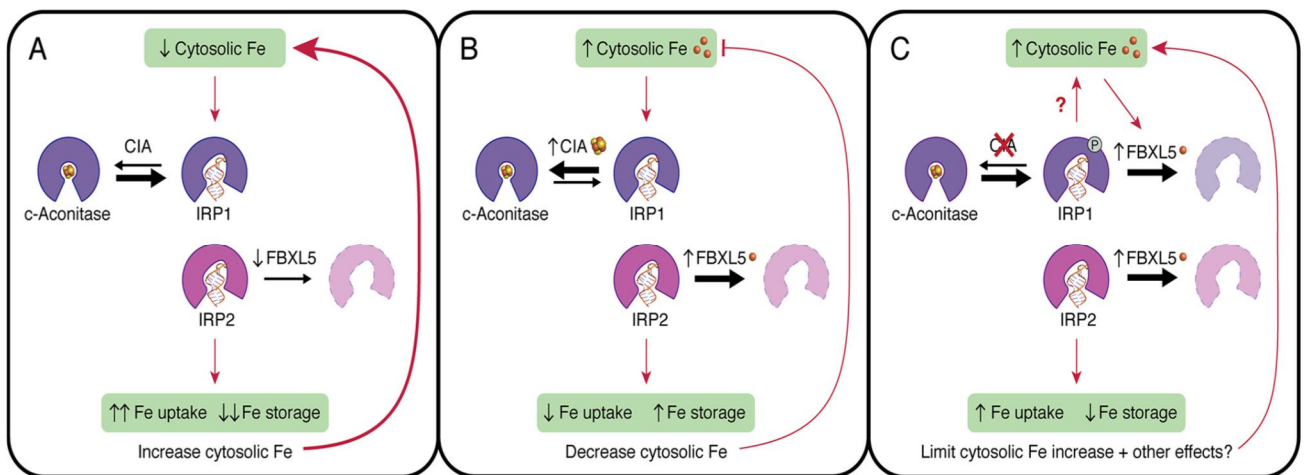 A
↓ Cytosolic Fe
CIA
c-Aconitase
IRP1
↓FBXL5
IRP2
↑↑ Fe uptake ↓↓Fe storage
Increase cytosolic Fe
B
↑ Cytosolic Fe
↑CIA
c-Aconitase
IRP1
↑FBXL5
IRP2
↓ Fe uptake ↑ Fe storage
Decrease cytosolic Fe
C
↑ Cytosolic Fe
?
CIA
P
↑FBXL5
c-Aconitase
IRP1
↑FBXL5
IRP2
↑ Fe uptake ↓ Fe storage
Limit cytosolic Fe increase + other effects?